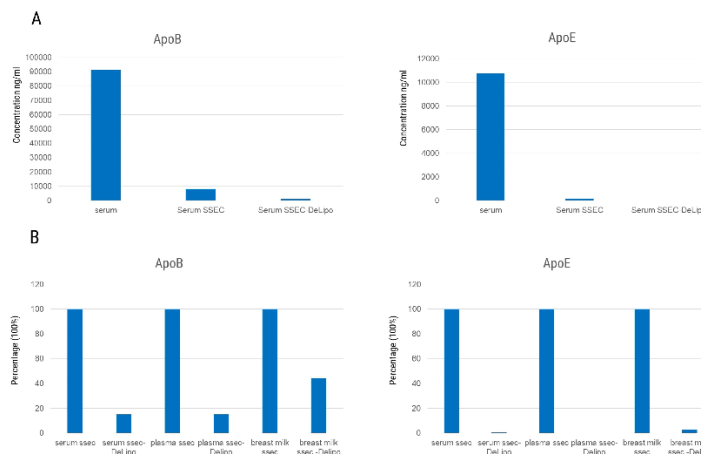 A
ApoB
Concentration ng/ml
100000
90000
80000
70000
60000
50000
40000
30000
20000
10000
0
serum
Serum SSEC
Serum SSEC DeLipo
ApoE
Concentration ng/ml
12000
10000
8000
6000
4000
2000
0
serum
Serum SSEC
Serum SSEC-DeLip
B
ApoB
Percentage (100%)
120
100
80
60
40
20
0
serum ssec
serum ssec-
DeLipo
plasma ssec
plasma ssec-
Delipo
breast milk
ssec
breast milk
ssec -Delipo
ApoE
Percentage (100%)
120
100
80
60
40
20
0
serum ssec
serum ssec-
DeLipo
plasma ssec
plasma ssec-
Delipo
breast milk
ssec
breast m
ssec -De